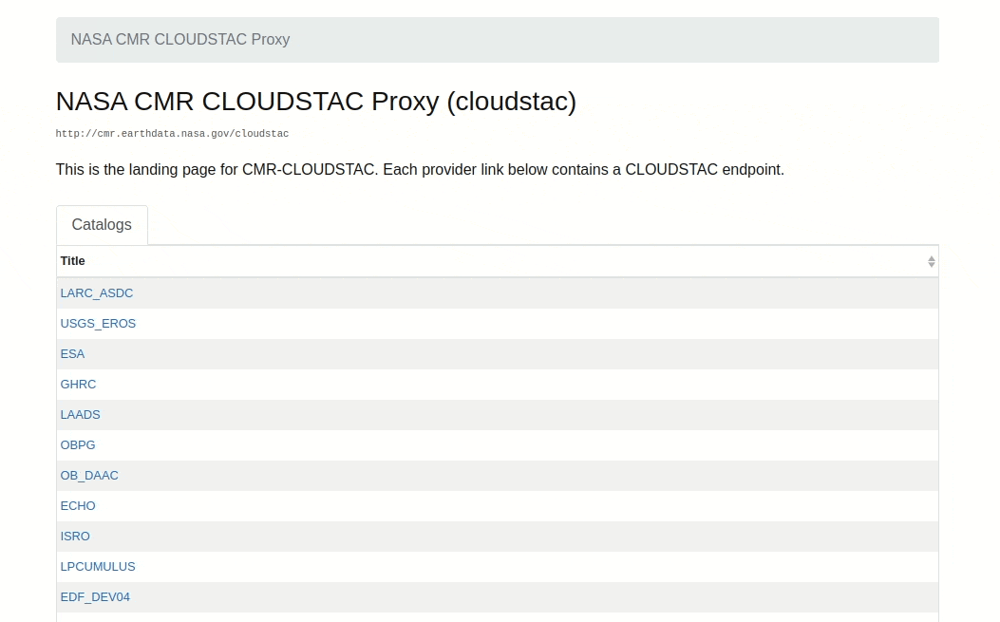 NASA CMR CLOUDSTAC Proxy
NASA CMR CLOUDSTAC Proxy (cloudstac)
http://cmr.earthdata.nasa.gov/cloudstac
This is the landing page for CMR-CLOUDSTAC. Each provider link below contains a CLOUDSTAC endpoint.
Catalogs
Title
LARC_ASDC
USGS_EROS
ESA
GHRC
LAADS
OBPG
OB_DAAC
ECHO
ISRO
LPCUMULUS
EDF_DEV04